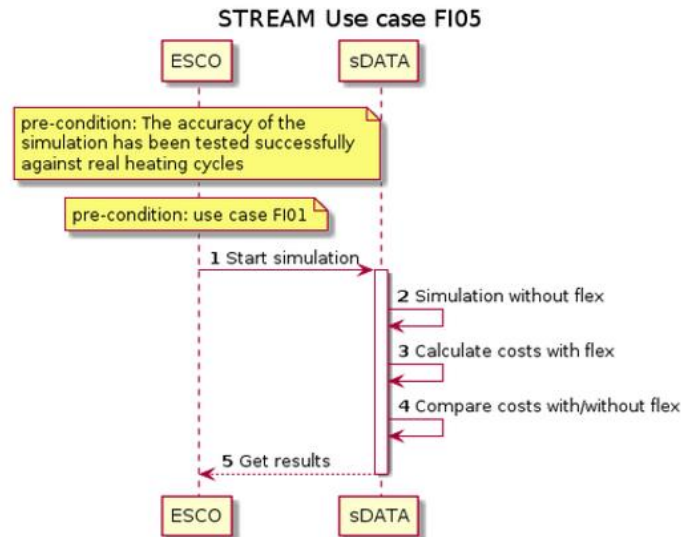 STREAM Use case FI05
ESCO
sDATA
pre-condition: The accuracy of the
simulation has been tested successfully
against real heating cycles
pre-condition: use case FI01
1 Start simulation
2 Simulation without flex
3 Calculate costs with flex
4 Compare costs with/without flex
5 Get results
ESCO
sDATA